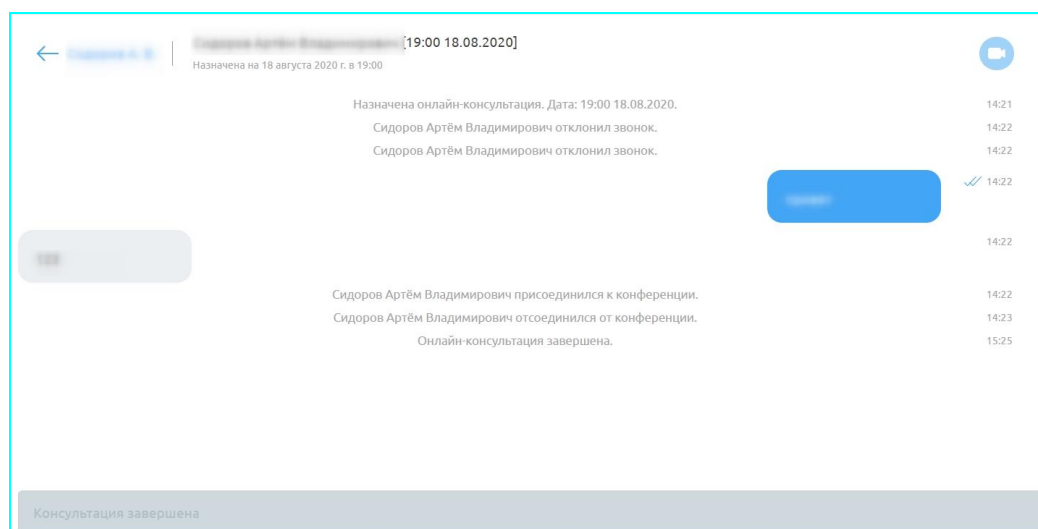 [19:00 18.08.2020]
Назначена на 18 августа 2020 г. в 19:00
Назначена онлайн-консультация. Дата: 19:00 18.08.2020. 14:21
Сидоров Артём Владимирович отклонил звонок. 14:22
Сидоров Артём Владимирович отклонил звонок. 14:22
14:22
14:22
Сидоров Артём Владимирович присоединился к конференции. 14:22
Сидоров Артём Владимирович отсоединился от конференции. 14:23
Онлайн-консультация завершена. 15:25
Консультация завершена